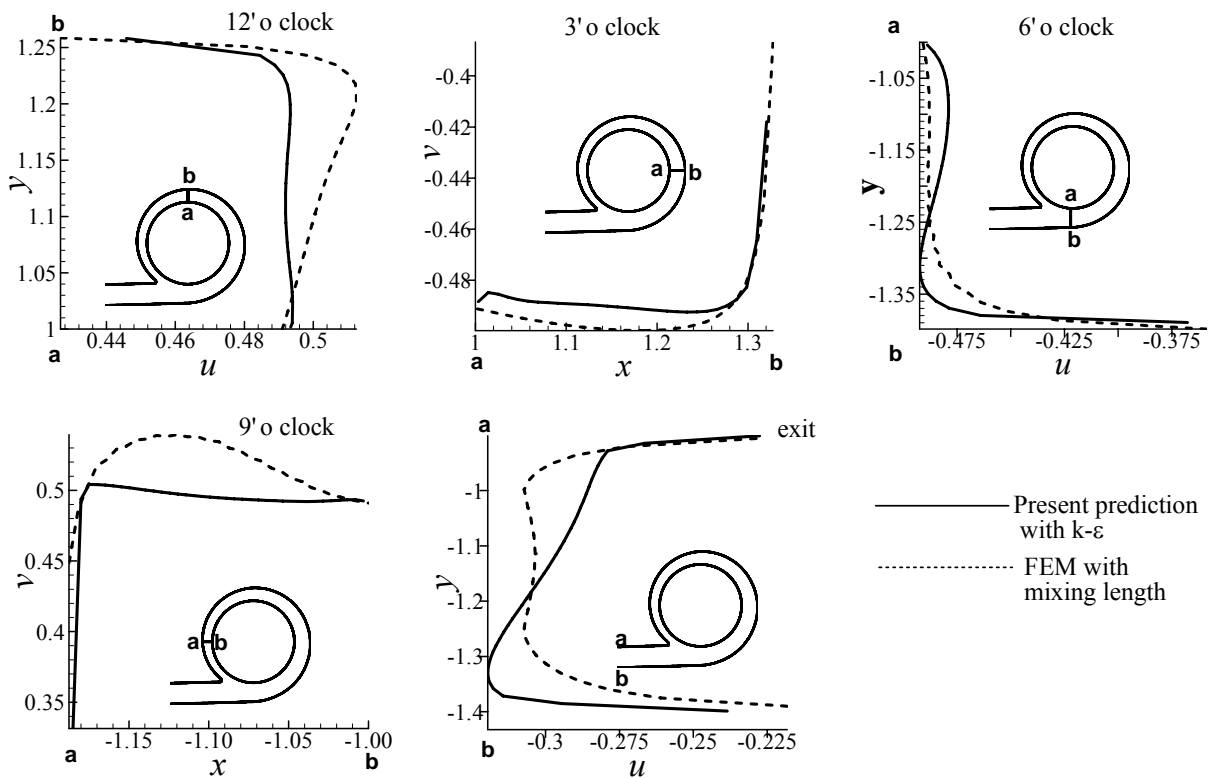 12' o clock
b
1.25
1.2
y
1.15
1.1
1.05
1
b
a
0.44
0.46
0.48
0.5
a
u
3' o clock
-0.4
-0.42
v
-0.44
-0.46
-0.48
a
b
1
1.1
1.2
1.3
a
x
b
6' o clock
a
-1.05
-1.15
y
-1.25
-1.35
a
b
b
-0.475
-0.425
-0.375
u
9' o clock
0.5
0.45
v
0.4
0.35
a
b
-1.15
-1.10
-1.05
-1.00
a
x
b
exit
a
-1
-1.1
y
-1.2
-1.3
-1.4
a
b
b
-0.3
-0.275
-0.25
-0.225
u
Present prediction
with k-ε
FEM with
mixing length